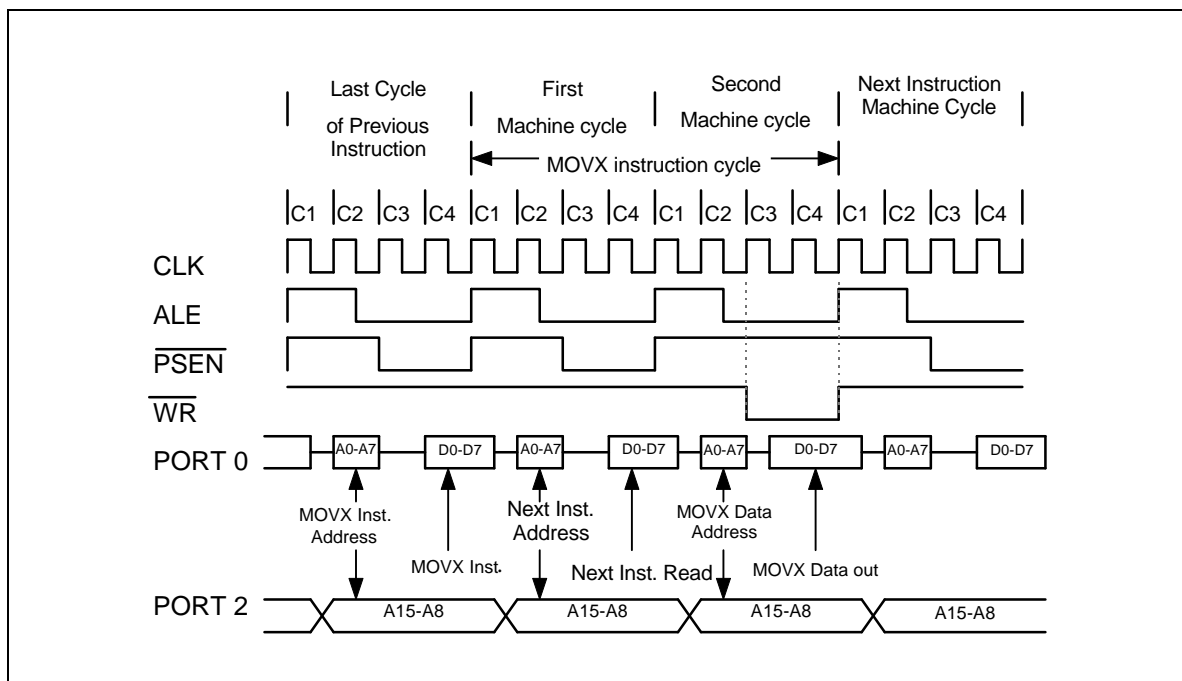 Last Cycle
of Previous
Instruction
First
Machine cycle
Second
Machine cycle
Next Instruction
Machine Cycle
MOVX instruction cycle
C1 C2 C3 C4 C1 C2 C3 C4 C1 C2 C3 C4 C1 C2 C3 C4
CLK
ALE
PSEN
WR
PORT 0
A0-A7 D0-D7 A0-A7 D0-D7 A0-A7 D0-D7 A0-A7 D0-D7
MOVX Inst.
Address
MOVX Inst.
Next Inst.
Address
Next Inst. Read
MOVX Data
Address
MOVX Data out
PORT 2
A15-A8 A15-A8 A15-A8 A15-A8